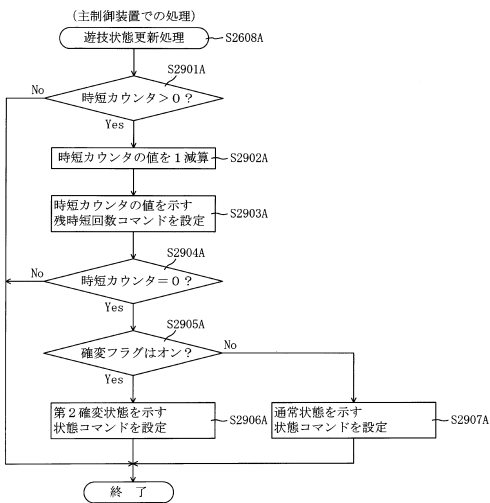 (主制御装置での処理)
遊技状態更新処理
S2608A
S2901A
時短カウンタ>0?
No
Yes
時短カウンタの値を1減算
S2902A
時短カウンタの値を示す
残時短回数コマンドを設定
S2903A
S2904A
時短カウンタ=0?
No
Yes
S2905A
確変フラグはオン?
No
Yes
第2確変状態を示す
状態コマンドを設定
S2906A
通常状態を示す
状態コマンドを設定
S2907A
終 了